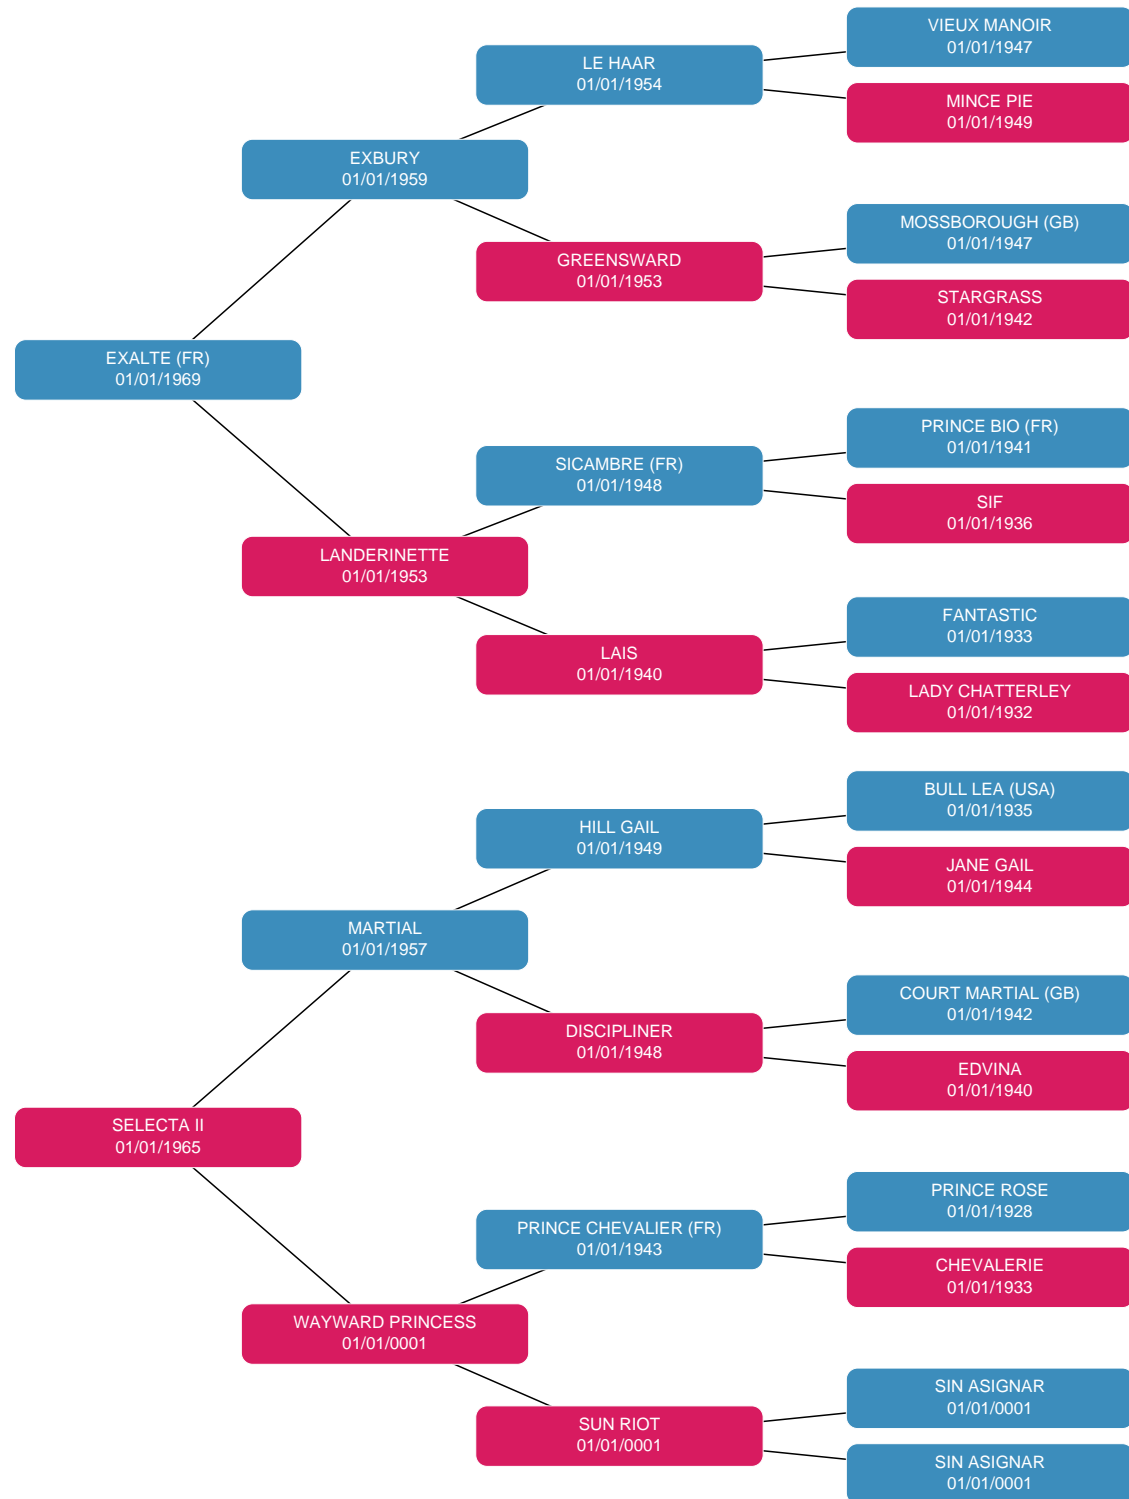 VIEUX MANOIR
01/01/1947
LE HAAR
01/01/1954
MINCE PIE
01/01/1949
EXBURY
01/01/1959
MOSSBOROUGH (GB)
01/01/1947
GREENSWARD
01/01/1953
STARGRASS
01/01/1942
EXALTE (FR)
01/01/1969
PRINCE BIO (FR)
01/01/1941
SICAMBRE (FR)
01/01/1948
SIF
01/01/1936
LANDERINETTE
01/01/1953
FANTASTIC
01/01/1933
LAIS
01/01/1940
LADY CHATTERLEY
01/01/1932
BULL LEA (USA)
01/01/1935
HILL GAIL
01/01/1949
JANE GAIL
01/01/1944
MARTIAL
01/01/1957
COURT MARTIAL (GB)
01/01/1942
DISCIPLINER
01/01/1948
EDVINA
01/01/1940
SELECTA II
01/01/1965
PRINCE ROSE
01/01/1928
PRINCE CHEVALIER (FR)
01/01/1943
CHEVALERIE
01/01/1933
WAYWARD PRINCESS
01/01/0001
SIN ASIGNAR
01/01/0001
SUN RIOT
01/01/0001
SIN ASIGNAR
01/01/0001